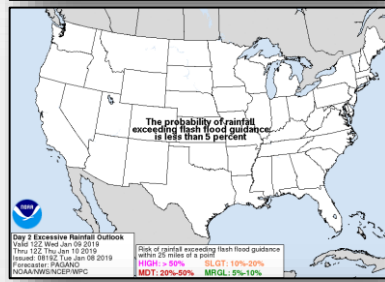 The probability of rainfall
exceeding flash flood guidance
is less than 5 percent
NOAA
Day 2 Excessive Rainfall Outlook
Valid 12Z Wed Jan 09 2019
Thru 12Z Thu Jan 10 2019
Issued: 0819Z Tue Jan 08 2019
Forecaster: PAGANO
NOAA/NWS/NCEP/WPC
Risk of rainfall exceeding flash flood guidance
within 25 miles of a point
HIGH: > 50% SLGT: 10%-20%
MDT: 20%-50% MRGL: 5%-10%